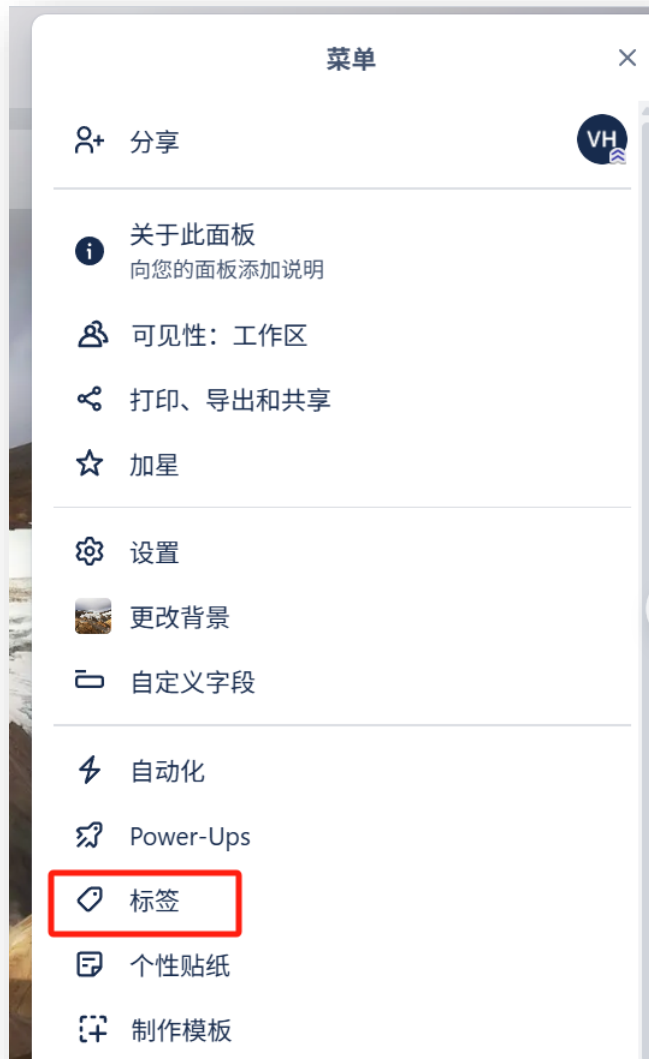 菜单
分享
VH
关于此面板
向您的面板添加说明
可见性：工作区
打印、导出和共享
加星
设置
更改背景
自定义字段
自动化
Power-Ups
标签
个性贴纸
制作模板